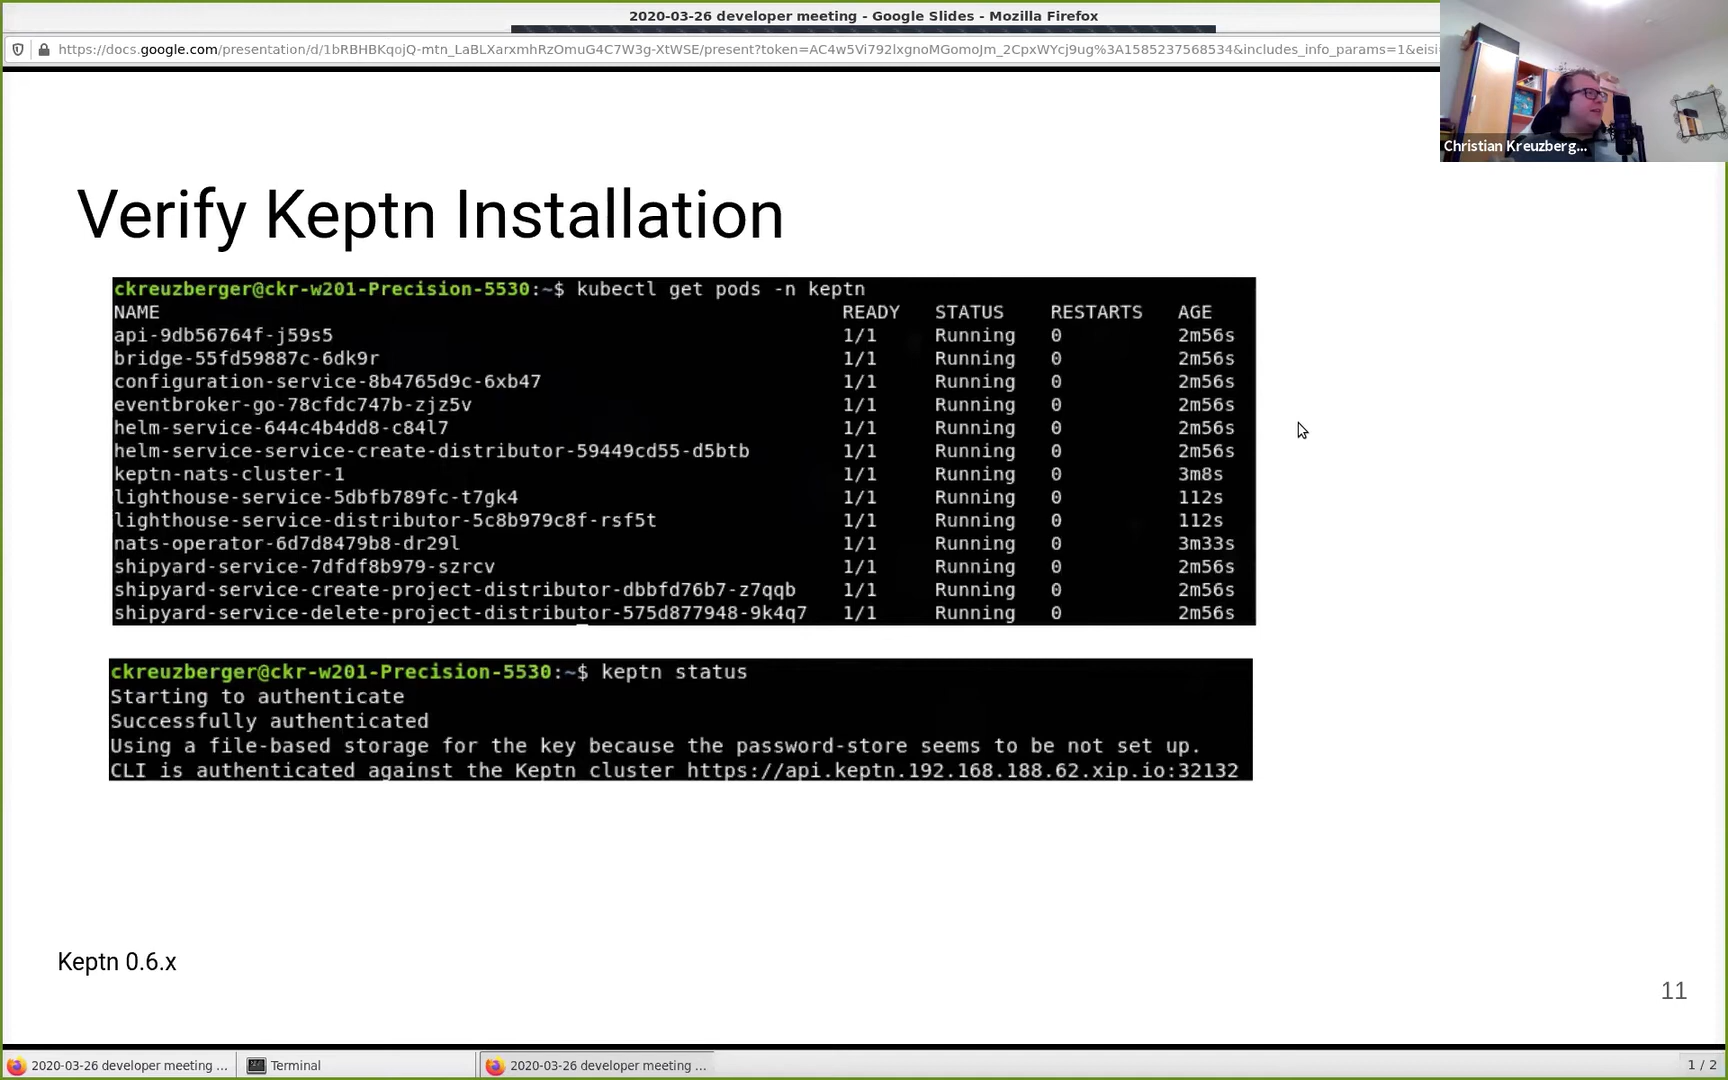 2020-03-26 developer meeting - Google Slides - Mozilla Firefox
https://docs.google.com/presentation/d/1bRBHBKqojQ-mtn_LaBLXarxmhRzOmuG4C7W3g-XtWSE/present?token=AC4w5Vi792IxgnoMGomoJm_2CpxWYcj9ug%3A1585237568534&includes_info_params=1&eisi
Christian Kreuzberg...
Verify Keptn Installation
ckreuzberger@ckr-w201-Precision-5530:~$ kubectl get pods -n keptn
NAME READY STATUS RESTARTS AGE
api-9db56764f-j59s5 1/1 Running 0 2m56s
bridge-55fd59887c-6dk9r 1/1 Running 0 2m56s
configuration-service-8b4765d9c-6xb47 1/1 Running 0 2m56s
eventbroker-go-78cfdc747b-zjz5v 1/1 Running 0 2m56s
helm-service-644c4b4dd8-c84l7 1/1 Running 0 2m56s
helm-service-service-create-distributor-59449cd55-d5btb 1/1 Running 0 2m56s
keptn-nats-cluster-1 1/1 Running 0 3m8s
lighthouse-service-5dbfb789fc-t7gk4 1/1 Running 0 112s
lighthouse-service-distributor-5c8b979c8f-rsf5t 1/1 Running 0 112s
nats-operator-6d7d8479b8-dr29l 1/1 Running 0 3m33s
shipyard-service-7dfdf8b979-szrcv 1/1 Running 0 2m56s
shipyard-service-create-project-distributor-dbbfd76b7-z7qqb 1/1 Running 0 2m56s
shipyard-service-delete-project-distributor-575d877948-9k4q7 1/1 Running 0 2m56s
ckreuzberger@ckr-w201-Precision-5530:~$ keptn status
Starting to authenticate
Successfully authenticated
Using a file-based storage for the key because the password-store seems to be not set up.
CLI is authenticated against the Keptn cluster https://api.keptn.192.168.188.62.xip.io:32132
Keptn 0.6.x
11
2020-03-26 developer meeting ...
Terminal
2020-03-26 developer meeting ...
1 / 2